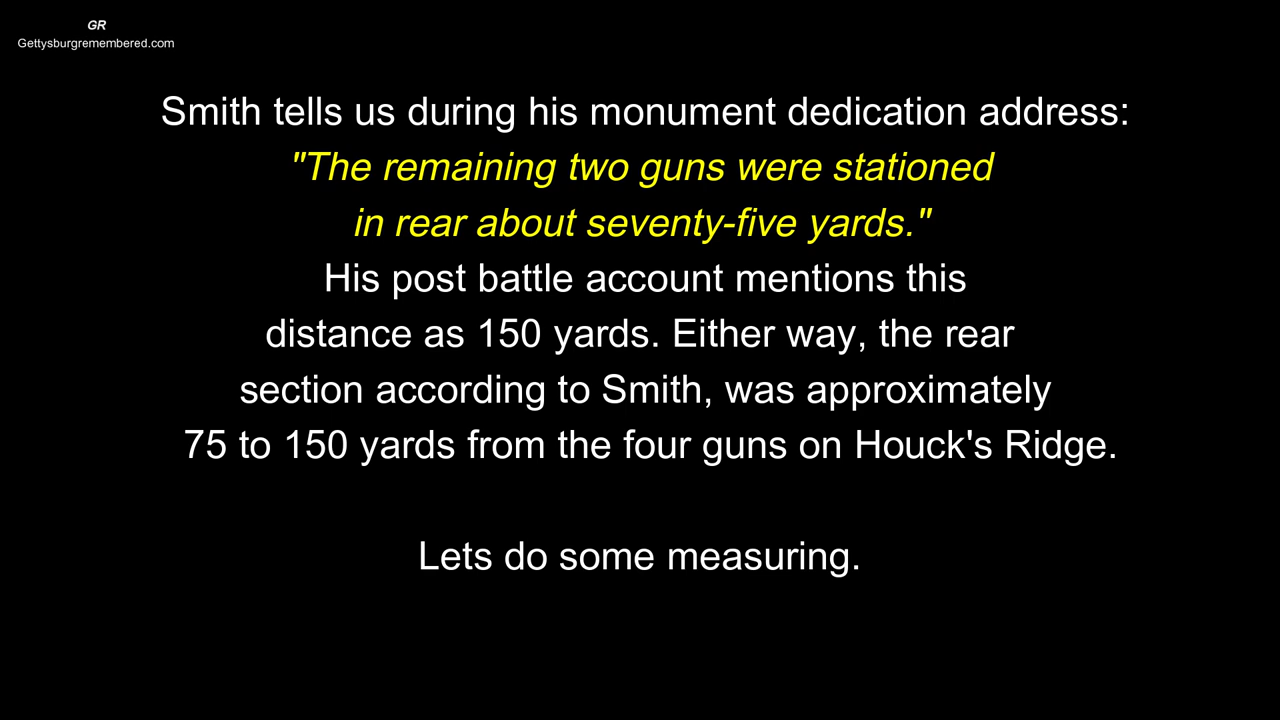 GR
Gettysburgremembered.com
Smith tells us during his monument dedication address:
"The remaining two guns were stationed
in rear about seventy-five yards."
His post battle account mentions this
distance as 150 yards. Either way, the rear
section according to Smith, was approximately
75 to 150 yards from the four guns on Houck's Ridge.
Lets do some measuring.